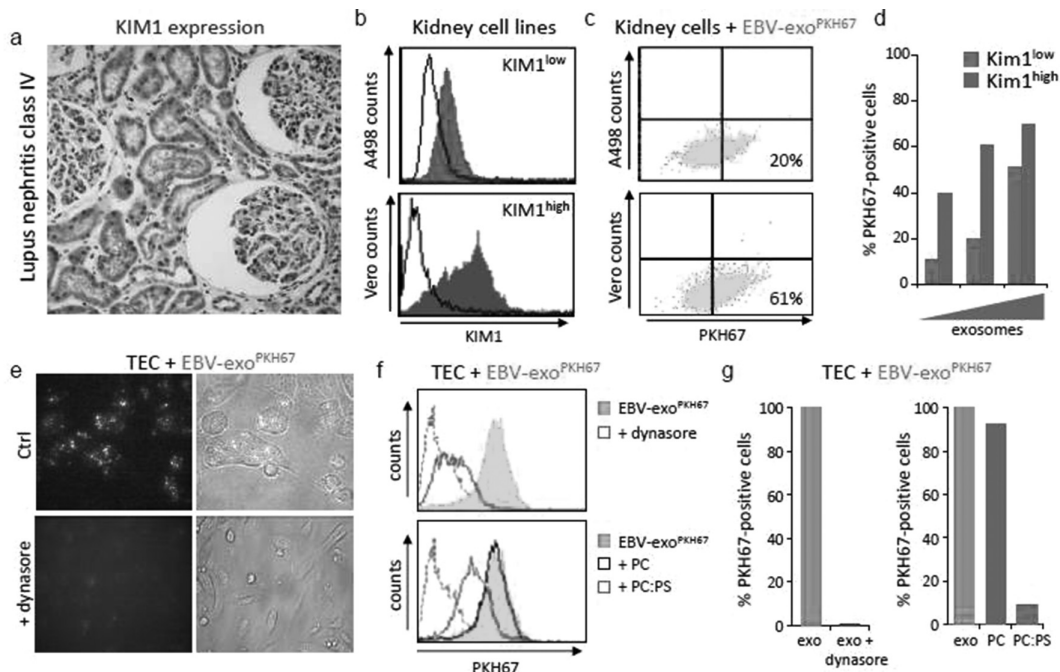 a
KIM1 expression
Lupus nephritis class IV
b
Kidney cell lines
A498 counts
KIM1low
Vero counts
KIM1high
KIM1
c
Kidney cells + EBV-exoPKH67
A498 counts
20%
Vero counts
61%
PKH67
d
% PKH67-positive cells
100
80
60
40
20
0
Kim1low
Kim1high
exosomes
e
TEC + EBV-exoPKH67
Ctrl
+ dynasore
f
TEC + EBV-exoPKH67
counts
EBV-exoPKH67
+ dynasore
counts
EBV-exoPKH67
+ PC
+ PC:PS
PKH67
g
TEC + EBV-exoPKH67
% PKH67-positive cells
100
80
60
40
20
0
exo
exo +
dynasore
% PKH67-positive cells
100
80
60
40
20
0
exo PC PC:PS